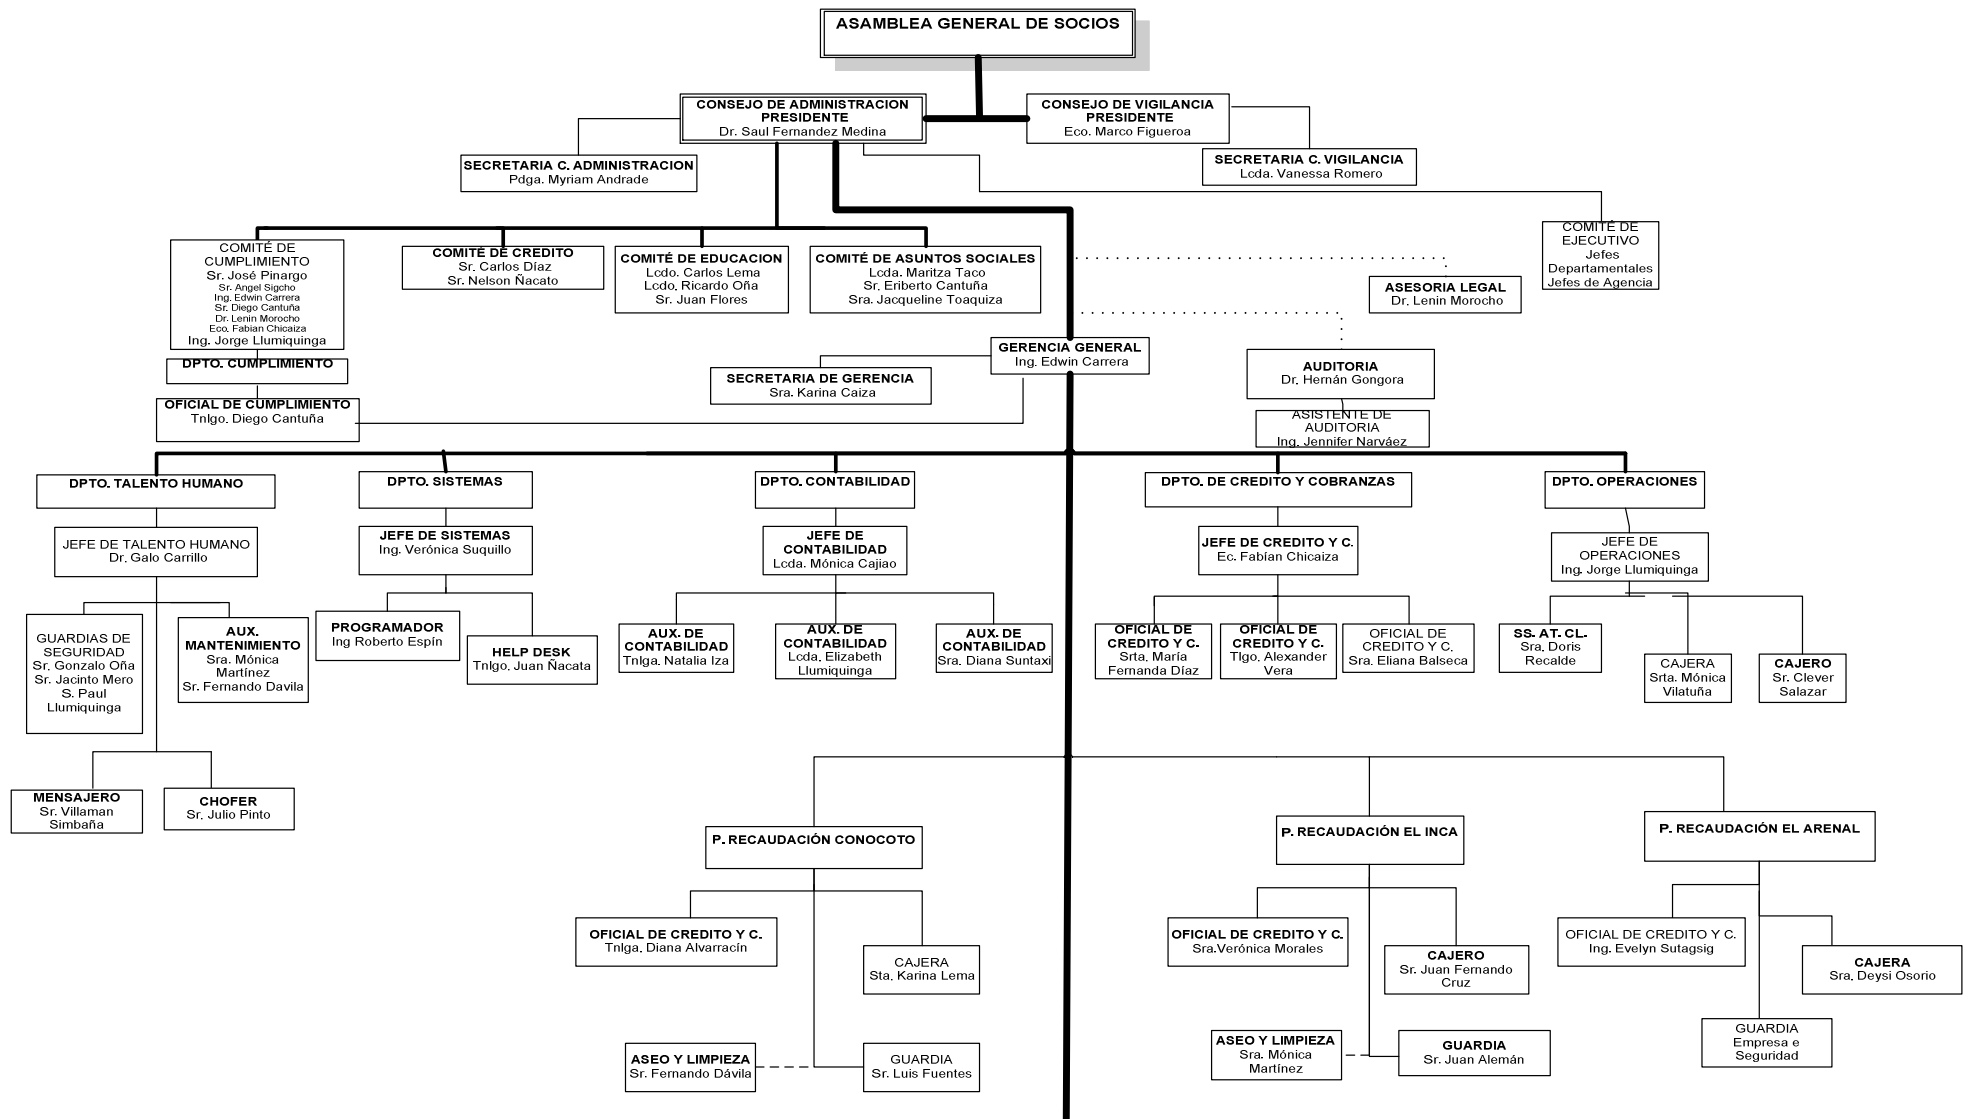 ASAMBLEA GENERAL DE SOCIOS
CONSEJO DE ADMINISTRACION
PRESIDENTE
Dr. Saul Fernandez Medina
CONSEJO DE VIGILANCIA
PRESIDENTE
Eco. Marco Figueroa
SECRETARIA C. ADMINISTRACION
Pdga. Myriam Andrade
SECRETARIA C. VIGILANCIA
Lcda. Vanessa Romero
COMITÉ DE
CUMPLIMIENTO
Sr. José Pinargo
Sr. Angel Sigcho
Ing. Edwin Carrera
Sr. Diego Cantuña
Dr. Lenin Morocho
Eco. Fabian Chicaiza
Ing. Jorge Llumiquinga
COMITÉ DE CREDITO
Sr. Carlos Díaz
Sr. Nelson Ñacato
COMITÉ DE EDUCACION
Lcdo. Carlos Lema
Lcdo. Ricardo Oña
Sr. Juan Flores
COMITÉ DE ASUNTOS SOCIALES
Lcda. Maritza Taco
Sr. Eriberto Cantuña
Sra. Jacqueline Toaquiza
COMITÉ DE
EJECUTIVO
Jefes
Departamentales
Jefes de Agencia
ASESORIA LEGAL
Dr. Lenin Morocho
GERENCIA GENERAL
Ing. Edwin Carrera
SECRETARIA DE GERENCIA
Sra. Karina Caiza
AUDITORIA
Dr. Hernán Gongora
ASISTENTE DE
AUDITORIA
Ing. Jennifer Narváez
DPTO. CUMPLIMIENTO
OFICIAL DE CUMPLIMIENTO
Tnlgo. Diego Cantuña
DPTO. TALENTO HUMANO
DPTO. SISTEMAS
DPTO. CONTABILIDAD
DPTO. DE CREDITO Y COBRANZAS
DPTO. OPERACIONES
JEFE DE TALENTO HUMANO
Dr. Galo Carrillo
JEFE DE SISTEMAS
Ing. Verónica Suquillo
JEFE DE
CONTABILIDAD
Lcda. Mónica Cajiao
JEFE DE CREDITO Y C.
Ec. Fabían Chicaiza
JEFE DE
OPERACIONES
Ing. Jorge Llumiquinga
GUARDIAS DE
SEGURIDAD
Sr. Gonzalo Oña
Sr. Jacinto Mero
S. Paul
Llumiquinga
AUX.
MANTENIMIENTO
Sra. Mónica
Martínez
Sr. Fernando Davila
PROGRAMADOR
Ing Roberto Espín
HELP DESK
Tnlgo. Juan Ñacata
AUX. DE
CONTABILIDAD
Tnlga. Natalia Iza
AUX. DE
CONTABILIDAD
Lcda. Elizabeth
Llumiquinga
AUX. DE
CONTABILIDAD
Sra. Diana Suntaxi
OFICIAL DE
CREDITO Y C.
Srta. María
Fernanda Díaz
OFICIAL DE
CREDITO Y C.
Tlgo. Alexander
Vera
OFICIAL DE
CREDITO Y C.
Sra. Eliana Balseca
SS. AT. CL.
Sra. Doris
Recalde
CAJERA
Srta. Mónica
Vilatuña
CAJERO
Sr. Clever
Salazar
MENSAJERO
Sr. Villaman
Simbaña
CHOFER
Sr. Julio Pinto
P. RECAUDACIÓN CONOCOTO
P. RECAUDACIÓN EL INCA
P. RECAUDACIÓN EL ARENAL
OFICIAL DE CREDITO Y C.
Tnlga. Diana Alvarracín
CAJERA
Sta. Karina Lema
OFICIAL DE CREDITO Y C.
Sra.Verónica Morales
CAJERO
Sr. Juan Fernando
Cruz
OFICIAL DE CREDITO Y C.
Ing. Evelyn Sutagsig
CAJERA
Sra. Deysi Osorio
ASEO Y LIMPIEZA
Sr. Fernando Dávila
GUARDIA
Sr. Luis Fuentes
ASEO Y LIMPIEZA
Sra. Mónica
Martínez
GUARDIA
Sr. Juan Alemán
GUARDIA
Empresa e
Seguridad